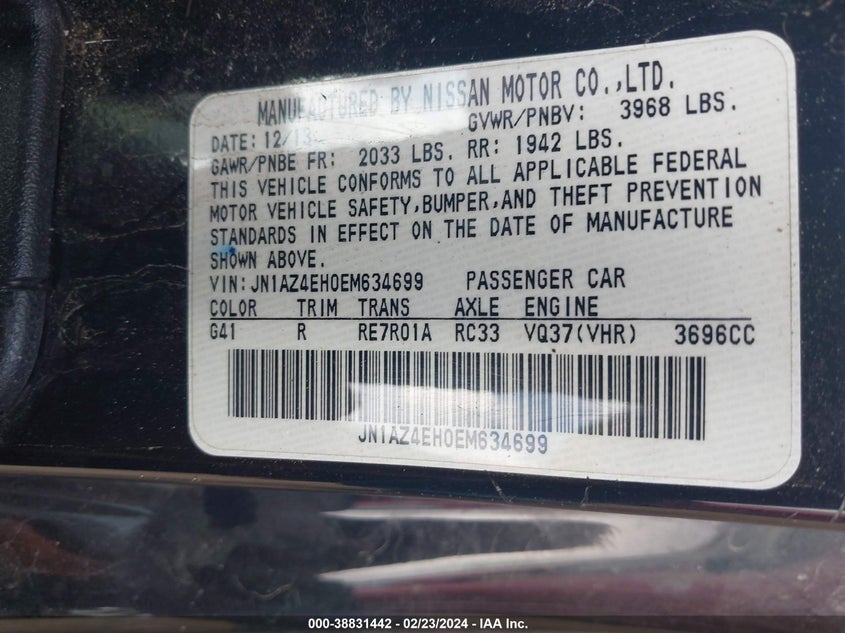 MANUFACTURED BY NISSAN MOTOR CO.,LTD.
DATE: 12/13 GVWR/PNBV: 3968 LBS.
GAWR/PNBE FR: 2033 LBS. RR: 1942 LBS.
THIS VEHICLE CONFORMS TO ALL APPLICABLE FEDERAL
MOTOR VEHICLE SAFETY,BUMPER,AND THEFT PREVENTION
STANDARDS IN EFFECT ON THE DATE OF MANUFACTURE
SHOWN ABOVE.
VIN:JN1AZ4EH0EM634699 PASSENGER CAR
COLOR TRIM TRANS AXLE ENGINE
G41 R RE7R01A RC33 VQ37(VHR) 3696CC
JN1AZ4EH0EM634699
000-38831442 - 02/23/2024 - IAA Inc.